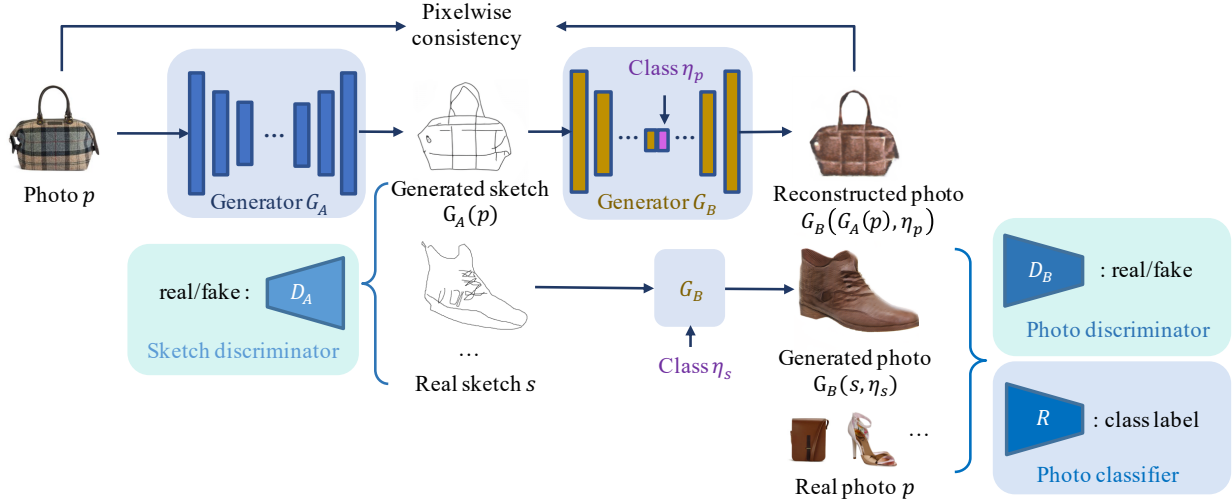 Pixelwise
consistency
Class η_p
...
... ...
Photo p
Generator G_A
Generated sketch
G_A(p)
Generator G_B
Reconstructed photo
G_B(G_A(p), η_p)
real/fake : D_A
Sketch discriminator
G_B
Class η_s
...
Real sketch s
Generated photo
G_B(s, η_s)
...
Real photo p
D_B : real/fake
Photo discriminator
R : class label
Photo classifier